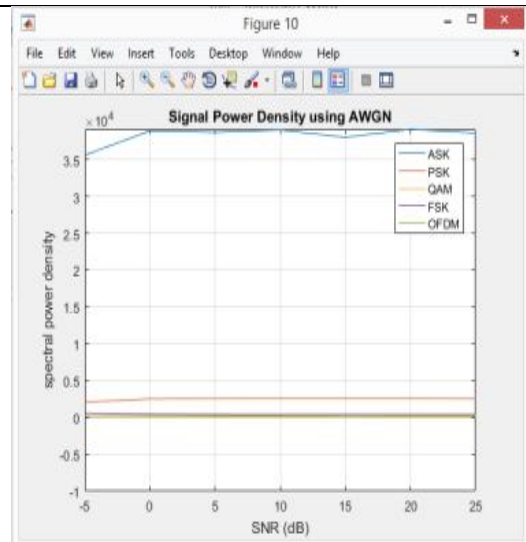 Figure 10
File Edit View Insert Tools Desktop Window Help
×10⁴
Signal Power Density using AWGN
ASK
PSK
QAM
FSK
OFDM
3.5
3
2.5
2
1.5
1
0.5
0
-0.5
-1
spectral power density
-5 0 5 10 15 20 25
SNR (dB)